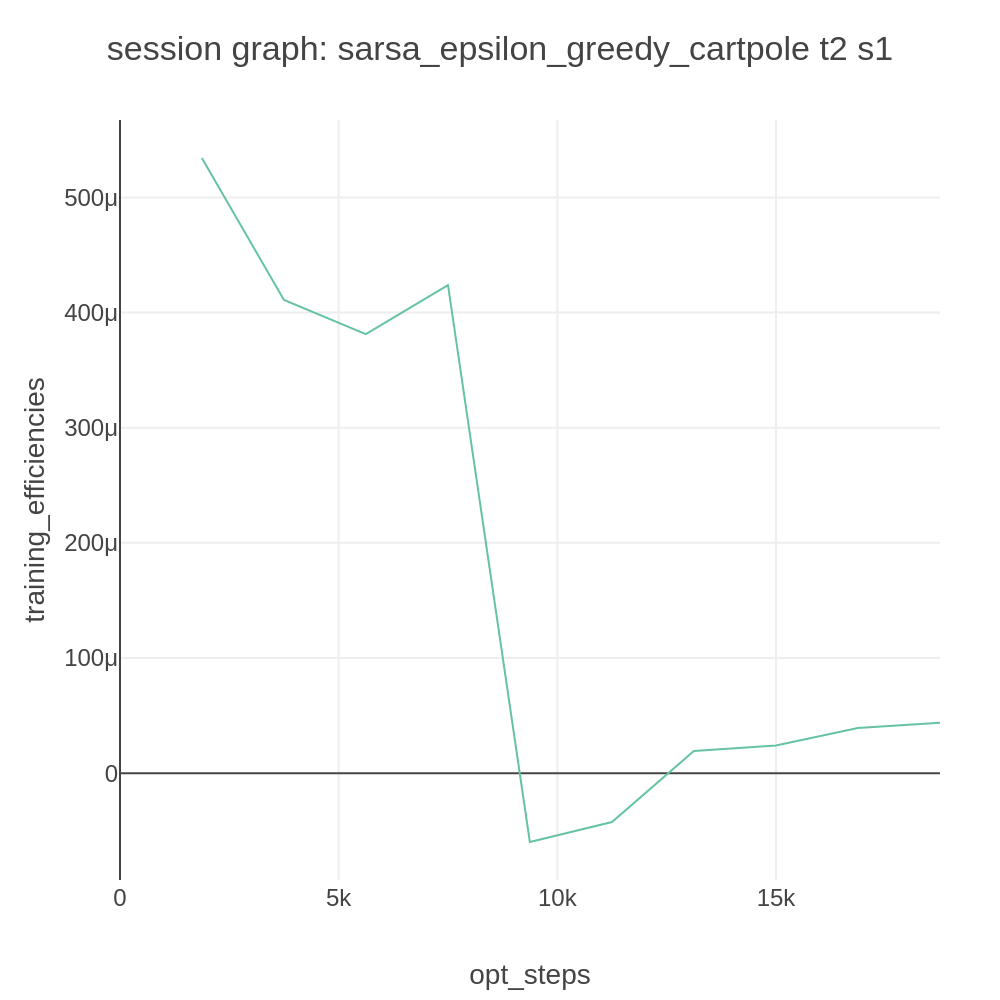 session graph: sarsa_epsilon_greedy_cartpole t2 s1
training_efficiencies
500μ
400μ
300μ
200μ
100μ
0
0
5k
10k
15k
opt_steps